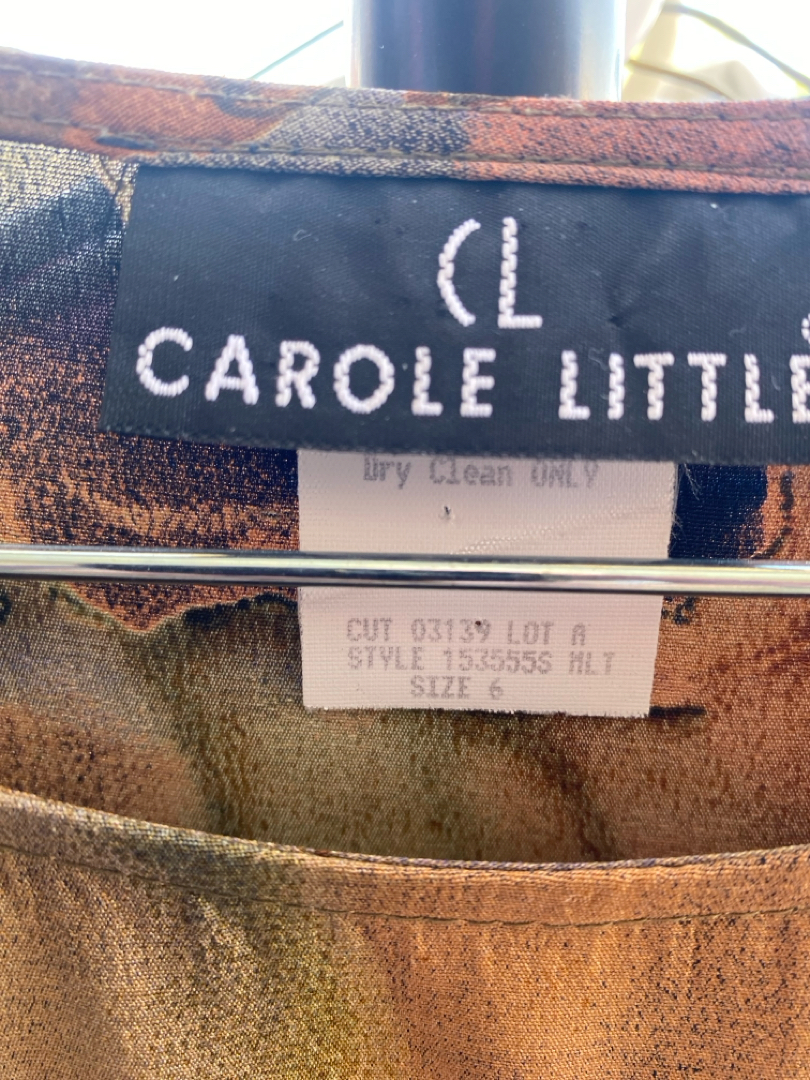 CL
CAROLE LITTLE
Dry Clean ONLY
CUT 03139 LOT A
STYLE 153555S MLT
SIZE 6